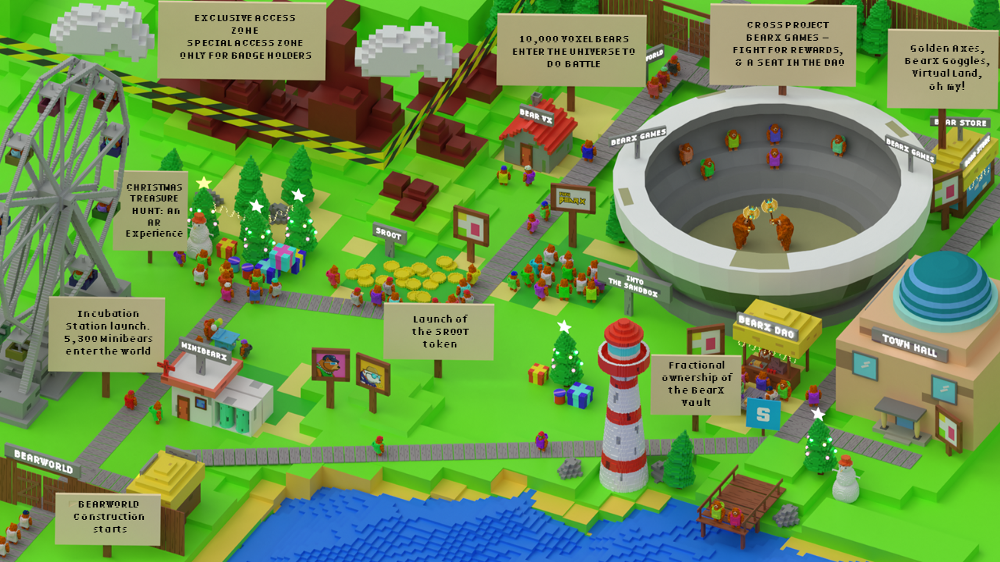 EXCLUSIVE ACCESS
ZONE
SPECIAL ACCESS ZONE
ONLY FOR BADGE HOLDERS
10,000 VOXEL BEARS
ENTER THE UNIVERSE TO
DO BATTLE
CROSS PROJECT
BEARX GAMES -
FIGHT FOR REWARDS,
& A SEAT IN THE DAO
Golden Axes,
BearX Goggles,
Virtual Land,
oh my!
WORLD
BEAR VX
BEARX GAMES
BEARX GAMES
BEAR STORE
CHRISTMAS
TREASURE
HUNT: An
AR
Experience
$ROOT
INTO
THE SANDBOX
Incubation
Station launch.
5,300 Minibears
enter the world
Launch of
the $ROOT
token
BEARX DAO
TOWN HALL
MINIBEARX
Fractional
ownership of
the BearX
Vault
S
BEARWORLD
BEARWORLD
Construction
starts